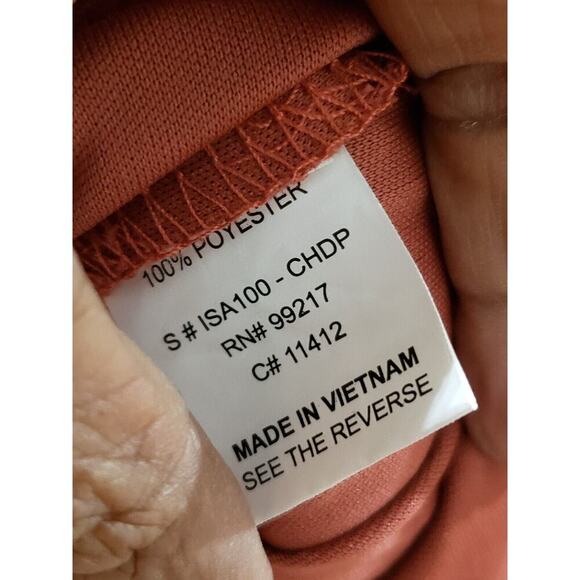 100% POYESTER
S # ISA100 - CHDP
RN# 99217
C# 11412
MADE IN VIETNAM
SEE THE REVERSE